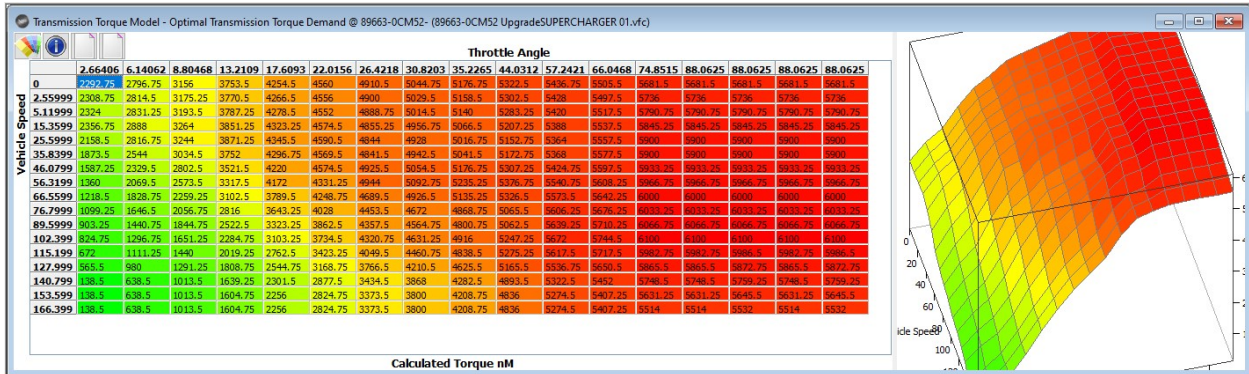 Transmission Torque Model - Optimal Transmission Torque Demand @ 89663-0CM52- (89663-0CM52 UpgradeSUPERCHARGER 01.vfc)
Throttle Angle
2.66406 6.14062 8.80468 13.2109 17.6093 22.0156 26.4218 30.8203 35.2265 44.0312 57.2421 66.0468 74.8515 88.0625 88.0625 88.0625 88.0625
0 2292.75 2796.75 3156 3753.5 4254.5 4560 4910.5 5044.75 5176.75 5322.5 5436.75 5505.5 5681.5 5681.5 5681.5 5681.5 5681.5
2.55999 2308.75 2814.5 3175.25 3770.5 4266.5 4556 4900 5029.5 5158.5 5302.5 5428 5497.5 5736 5736 5736 5736 5736
5.11999 2324 2831.25 3193.5 3787.25 4278.5 4552 4888.75 5014.5 5140 5283.25 5420 5517.5 5790.75 5790.75 5790.75 5790.75 5790.75
15.3599 2356.75 2888 3264 3851.25 4323.25 4574.5 4855.25 4956.75 5066.5 5207.25 5388 5537.5 5845.25 5845.25 5845.25 5845.25 5845.25
25.5999 2158.5 2816.75 3244 3871.25 4345.5 4590.5 4844 4928 5016.75 5152.75 5364 5557.5 5900 5900 5900 5900 5900
35.8399 1873.5 2544 3034.5 3752 4296.75 4569.5 4841.5 4942.5 5041.5 5172.75 5368 5577.5 5900 5900 5900 5900 5900
46.0799 1587.25 2329.5 2802.5 3521.5 4220 4574.5 4925.5 5054.5 5176.75 5307.25 5424.75 5597.5 5933.25 5933.25 5933.25 5933.25 5933.25
56.3199 1360 2069.5 2573.5 3317.5 4172 4331.25 4944 5092.75 5235.25 5376.75 5540.75 5608.25 5966.75 5966.75 5966.75 5966.75 5966.75
66.5599 1218.5 1828.75 2259.25 3102.5 3789.5 4248.75 4689.5 4926.5 5135.25 5326.5 5573.5 5642.25 6000 6000 6000 6000 6000
76.7999 1099.25 1646.5 2056.75 2816 3643.25 4028 4453.5 4672 4868.75 5065.5 5606.25 5676.25 6033.25 6033.25 6033.25 6033.25 6033.25
89.5999 903.25 1440.75 1844.75 2522.5 3323.25 3862.5 4357.5 4564.75 4800.75 5062.5 5639.25 5710.25 6066.75 6066.75 6066.75 6066.75 6066.75
102.399 824.75 1296.75 1651.25 2284.75 3103.25 3734.5 4320.75 4631.25 4916 5247.25 5672 5744.5 6100 6100 6100 6100 6100
115.199 672 1111.25 1440 2019.25 2762.5 3423.25 4049.5 4460.75 4838.5 5275.25 5617.5 5717.5 5982.75 5982.75 5986.5 5982.75 5986.5
127.999 565.5 980 1291.25 1808.75 2544.75 3168.75 3766.5 4210.5 4625.5 5165.5 5536.75 5650.5 5865.5 5865.5 5872.75 5865.5 5872.75
140.799 138.5 638.5 1013.5 1639.25 2301.5 2877.5 3434.5 3868 4282.5 4893.5 5322.5 5452 5748.5 5748.5 5759.25 5748.5 5759.25
153.599 138.5 638.5 1013.5 1604.75 2256 2824.75 3373.5 3800 4208.75 4836 5274.5 5407.25 5631.25 5631.25 5645.5 5631.25 5645.5
166.399 138.5 638.5 1013.5 1604.75 2256 2824.75 3373.5 3800 4208.75 4836 5274.5 5407.25 5514 5514 5532 5514 5532
Vehicle Speed
Calculated Torque nM
0
20
40
60
80
100
icle Speed
6
5
4
3
2
1